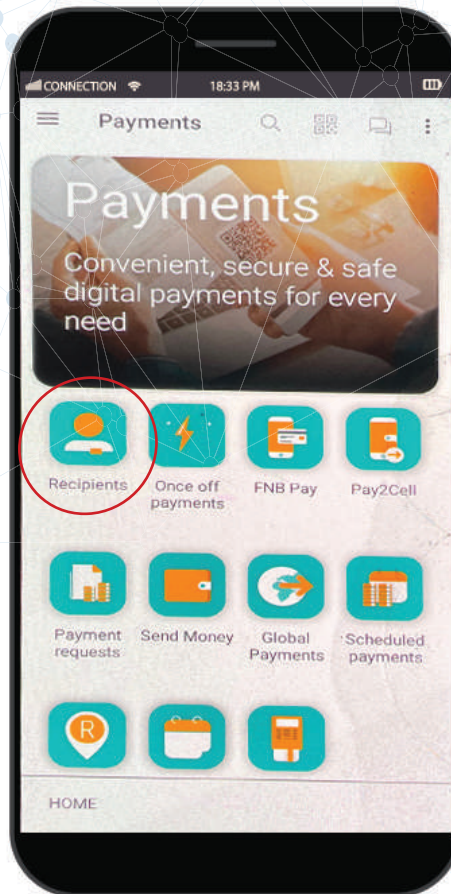 CONNECTION 18:33 PM
Payments
Payments
Convenient, secure & safe
digital payments for every
need
Recipients
Once off
payments
FNB Pay
Pay2Cell
Payment
requests
Send Money
Global
Payments
Scheduled
payments
R
HOME